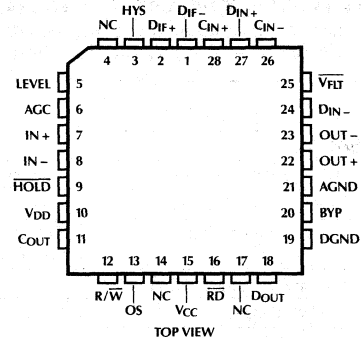 HYS DIF- DIN+
NC DIF+ CIN+ CIN-
4 3 2 1 28 27 26
LEVEL 5 25 VFLT
AGC 6 24 DIN-
IN+ 7 23 OUT-
IN- 8 22 OUT+
HOLD 9 21 AGND
VDD 10 20 BYP
COUT 11 19 DGND
12 13 14 15 16 17 18
R/W NC RD DOUT
OS VCC NC
TOP VIEW